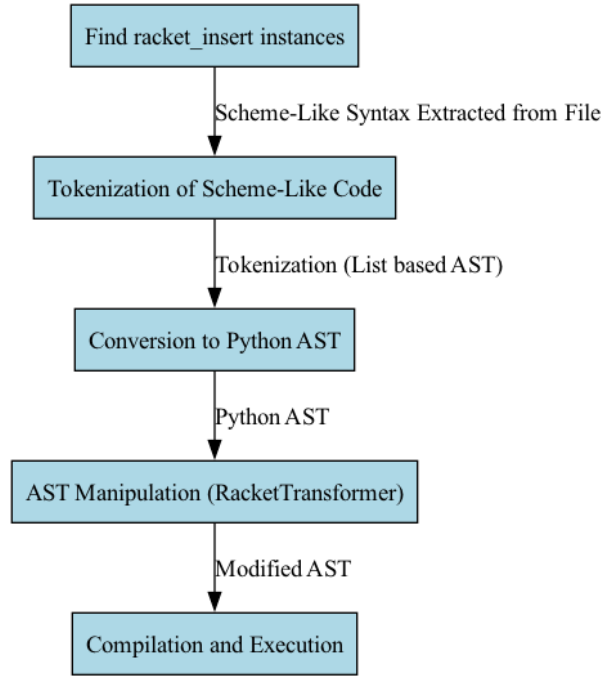 Find racket_insert instances
Scheme-Like Syntax Extracted from File
Tokenization of Scheme-Like Code
Tokenization (List based AST)
Conversion to Python AST
Python AST
AST Manipulation (RacketTransformer)
Modified AST
Compilation and Execution